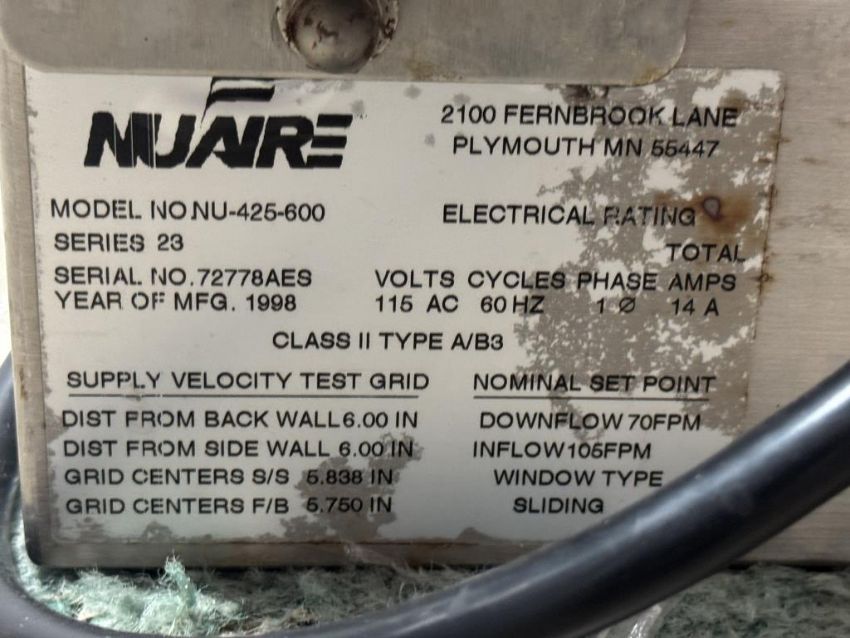 NUAIRE
2100 FERNBROOK LANE
PLYMOUTH MN 55447
MODEL NO.NU-425-600
ELECTRICAL RATING
SERIES 23
TOTAL
SERIAL NO.72778AES
VOLTS CYCLES PHASE AMPS
YEAR OF MFG. 1998
115 AC 60 HZ 1 Ø 14 A
CLASS II TYPE A/B3
SUPPLY VELOCITY TEST GRID
DIST FROM BACK WALL 6.00 IN
DIST FROM SIDE WALL 6.00 IN
GRID CENTERS S/S 5.838 IN
GRID CENTERS F/B 5.750 IN
NOMINAL SET POINT
DOWNFLOW 70FPM
INFLOW 105FPM
WINDOW TYPE
SLIDING